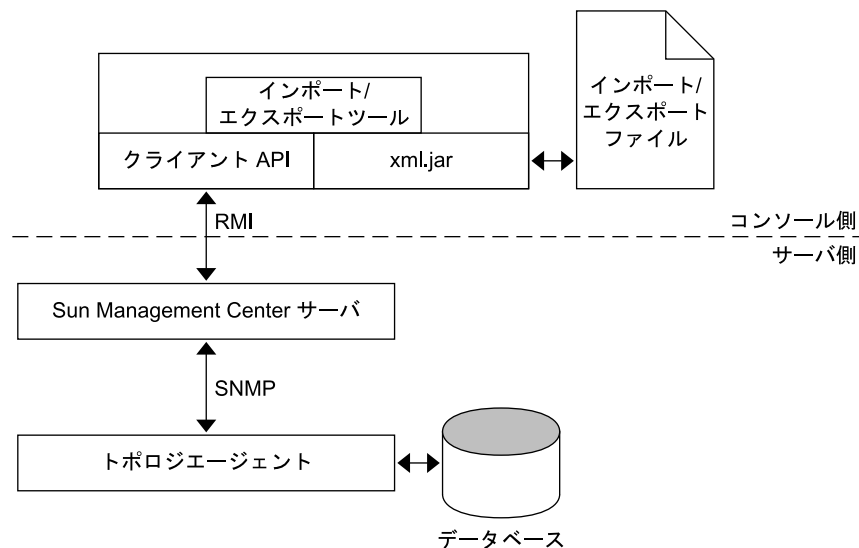 インポート/
エクスポートツール
クライアント API
xml.jar
インポート/
エクスポート
ファイル
RMI
コンソール側
サーバ側
Sun Management Center サーバ
SNMP
トポロジエージェント
データベース